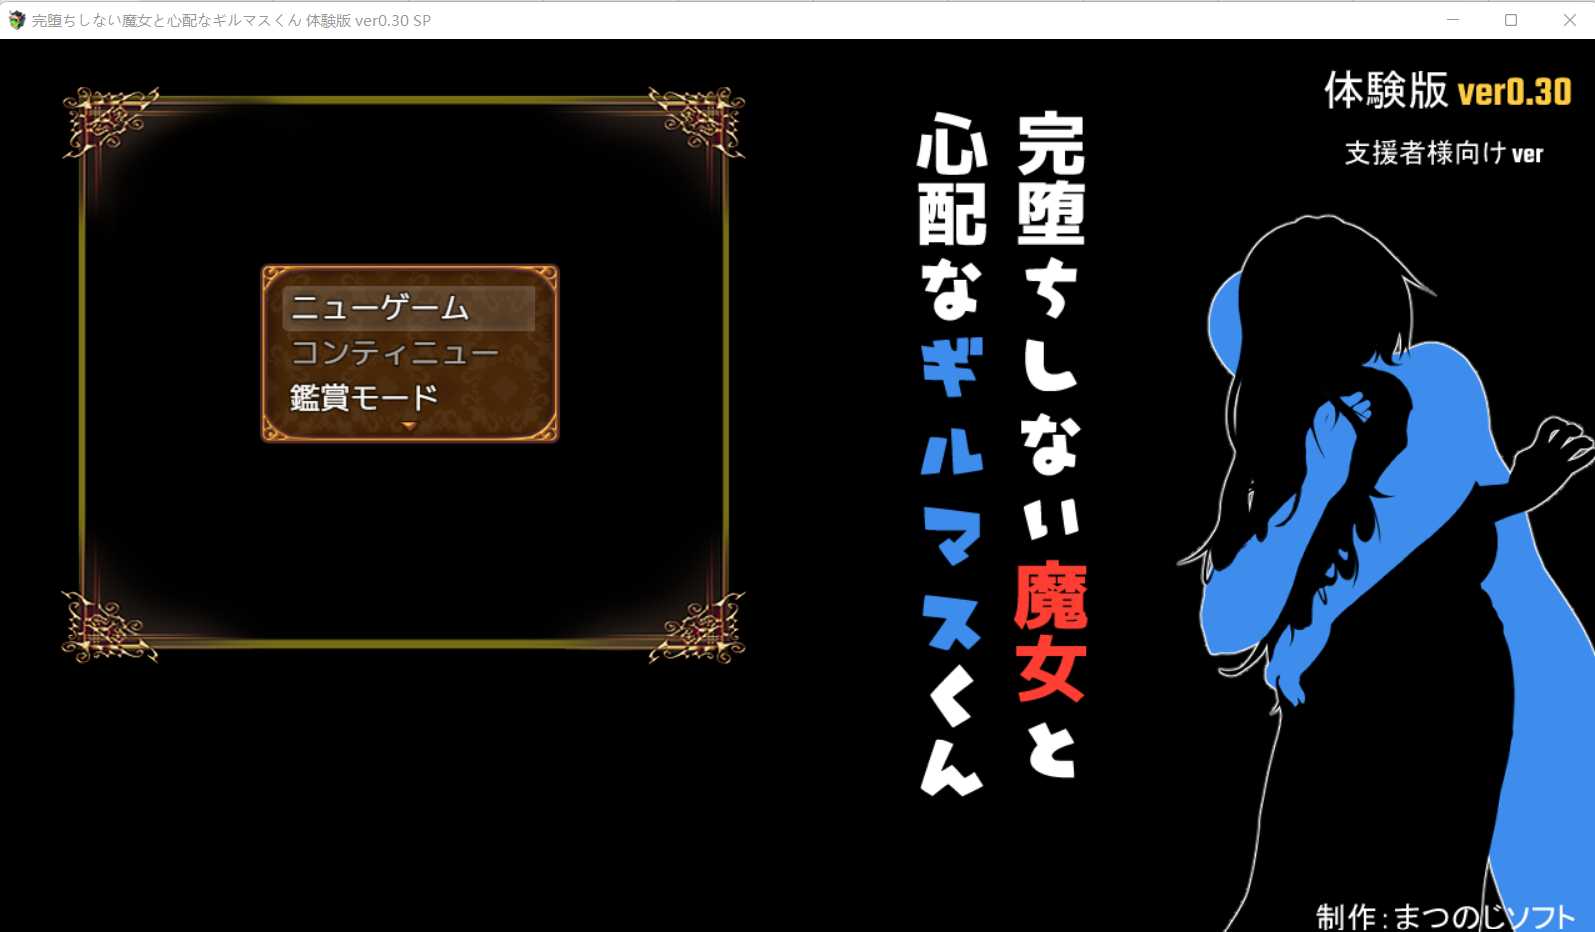 完堕ちしない魔女と心配なギルマスくん 体験版 ver0.30 SP
体験版 ver0.30
支援者様向け ver
完堕ちしない魔女と
心配なギルマスくん
ニューゲーム
コンティニュー
鑑賞モード
制作：まつのじソフト